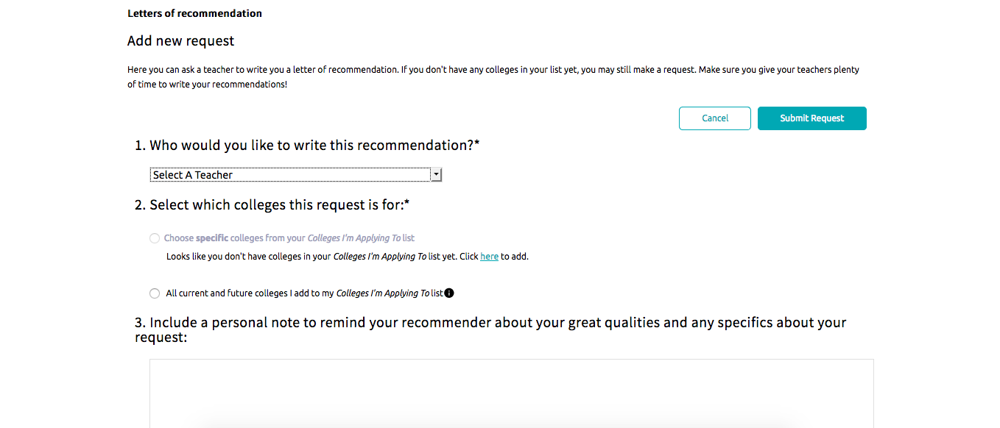 Letters of recommendation
Add new request
Here you can ask a teacher to write you a letter of recommendation. If you don't have any colleges in your list yet, you may still make a request. Make sure you give your teachers plenty
of time to write your recommendations!
Cancel
Submit Request
1. Who would you like to write this recommendation?*
Select A Teacher
2. Select which colleges this request is for:*
Choose specific colleges from your Colleges I'm Applying To list
Looks like you don't have colleges in your Colleges I'm Applying To list yet. Click here to add.
All current and future colleges I add to my Colleges I'm Applying To list
3. Include a personal note to remind your recommender about your great qualities and any specifics about your
request: